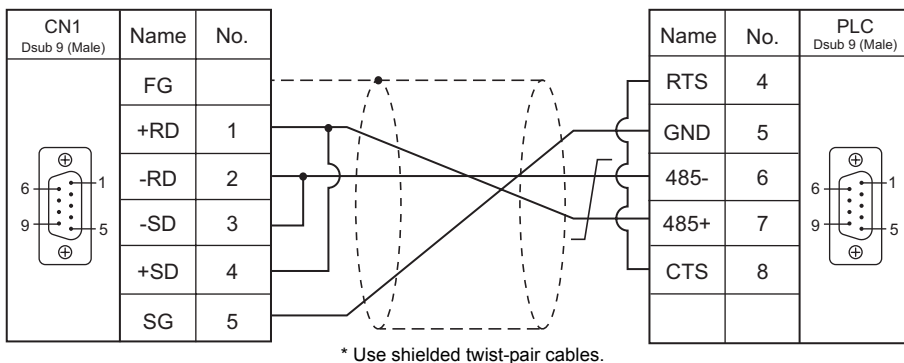 CN1
Dsub 9 (Male)
Name No.
FG
+RD 1
-RD 2
-SD 3
+SD 4
SG 5
6 1
9 5
PLC
Dsub 9 (Male)
Name No.
RTS 4
GND 5
485- 6
485+ 7
CTS 8
6 1
9 5
* Use shielded twist-pair cables.